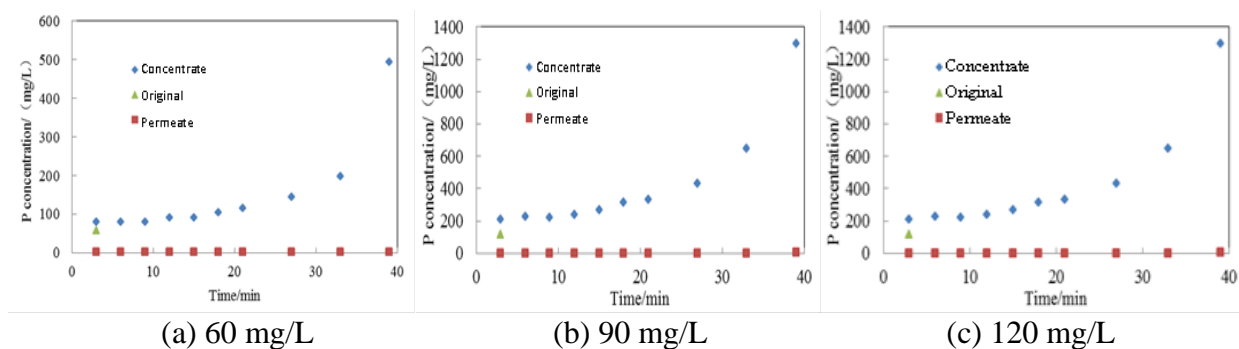 600
500
400
300
200
100
0
P concentration/（mg/L）
Concentrate
Original
Permeate
0 10 20 30 40
Time/min
(a) 60 mg/L
1400
1200
1000
800
600
400
200
0
P concentration/（mg/L）
Concentrate
Original
Permeate
0 10 20 30 40
Time/min
(b) 90 mg/L
1400
1200
1000
800
600
400
200
0
P concentration/（mg/L）
Concentrate
Original
Permeate
0 10 20 30 40
Time/min
(c) 120 mg/L